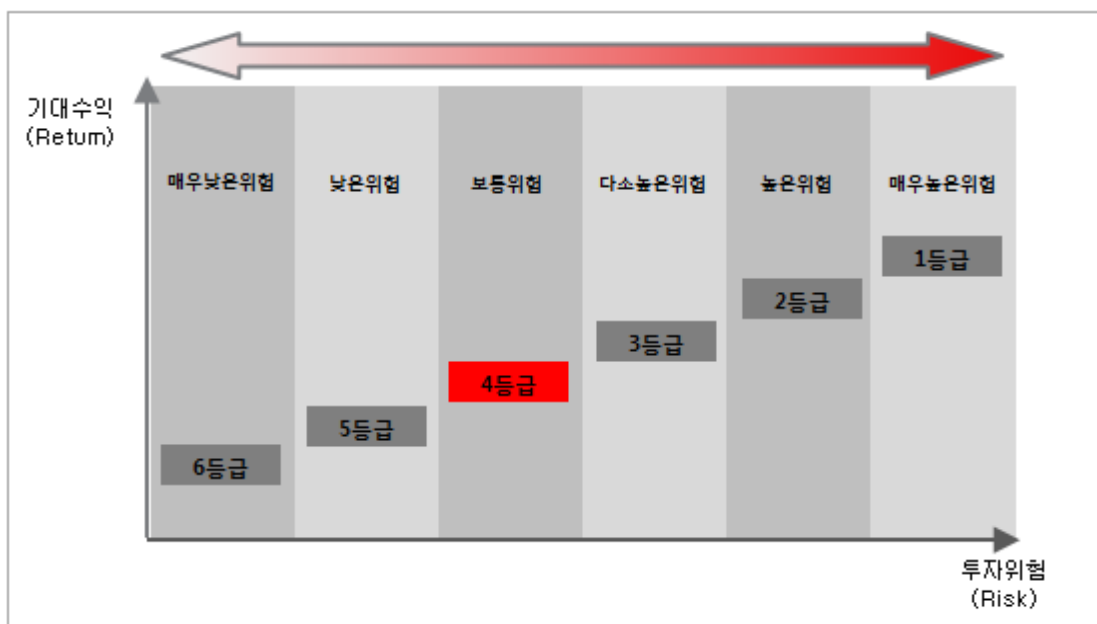 기대수익
(Return)
매우낮은위험
낮은위험
보통위험
다소높은위험
높은위험
매우높은위험
1등급
2등급
3등급
4등급
5등급
6등급
투자위험
(Risk)